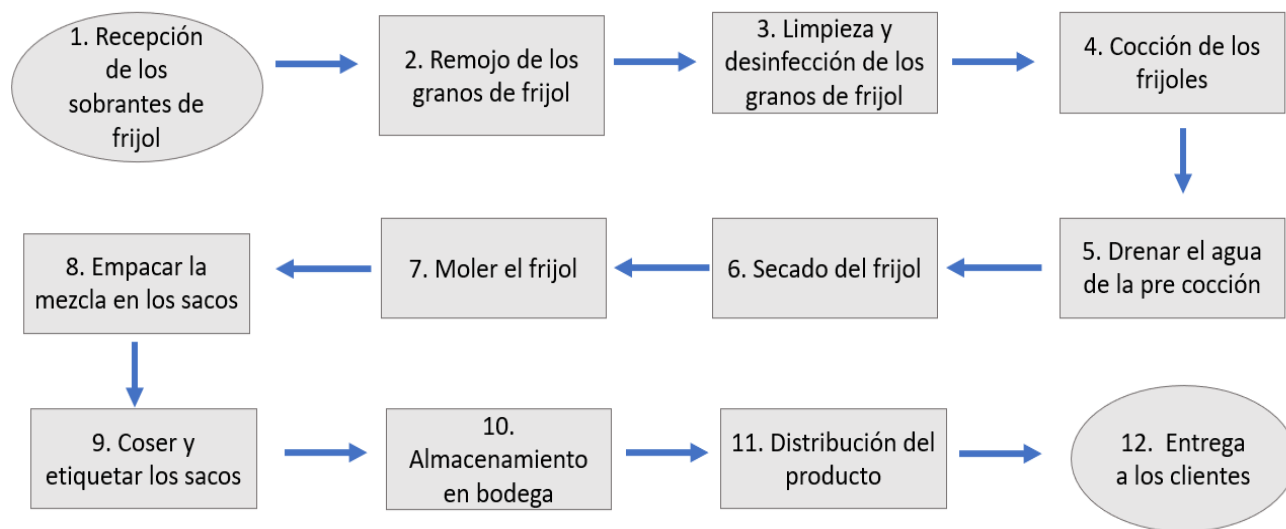 1. Recepción
de los
sobrantes de
frijol
2. Remojo de los
granos de frijol
3. Limpieza y
desinfección de los
granos de frijol
4. Cocción de los
frijoles
5. Drenar el agua
de la pre cocción
6. Secado del frijol
7. Moler el frijol
8. Empacar la
mezcla en los sacos
9. Coser y
etiquetar los sacos
10.
Almacenamiento
en bodega
11. Distribución del
producto
12. Entrega
a los clientes